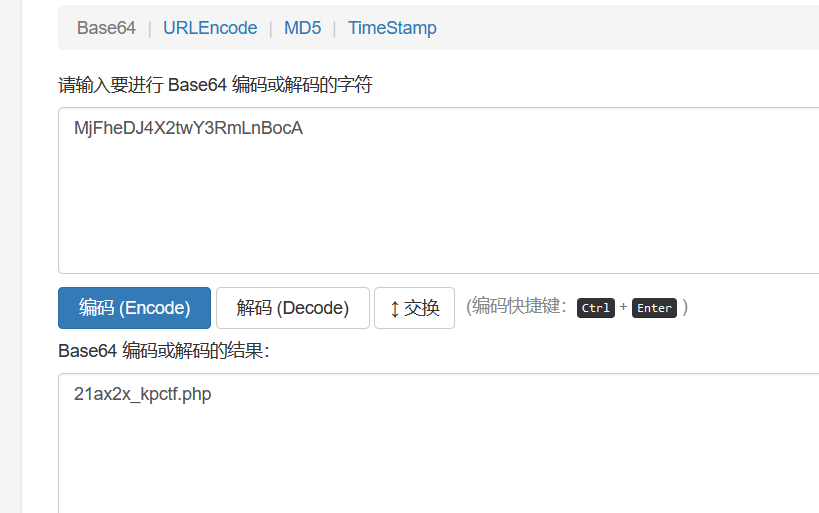 Base64 | URLEncode | MD5 | TimeStamp
请输入要进行 Base64 编码或解码的字符
MjFheDJ4X2twY3RmLnBocA
编码 (Encode) 解码 (Decode) ↕ 交换 (编码快捷键： Ctrl + Enter )
Base64 编码或解码的结果：
21ax2x_kpctf.php